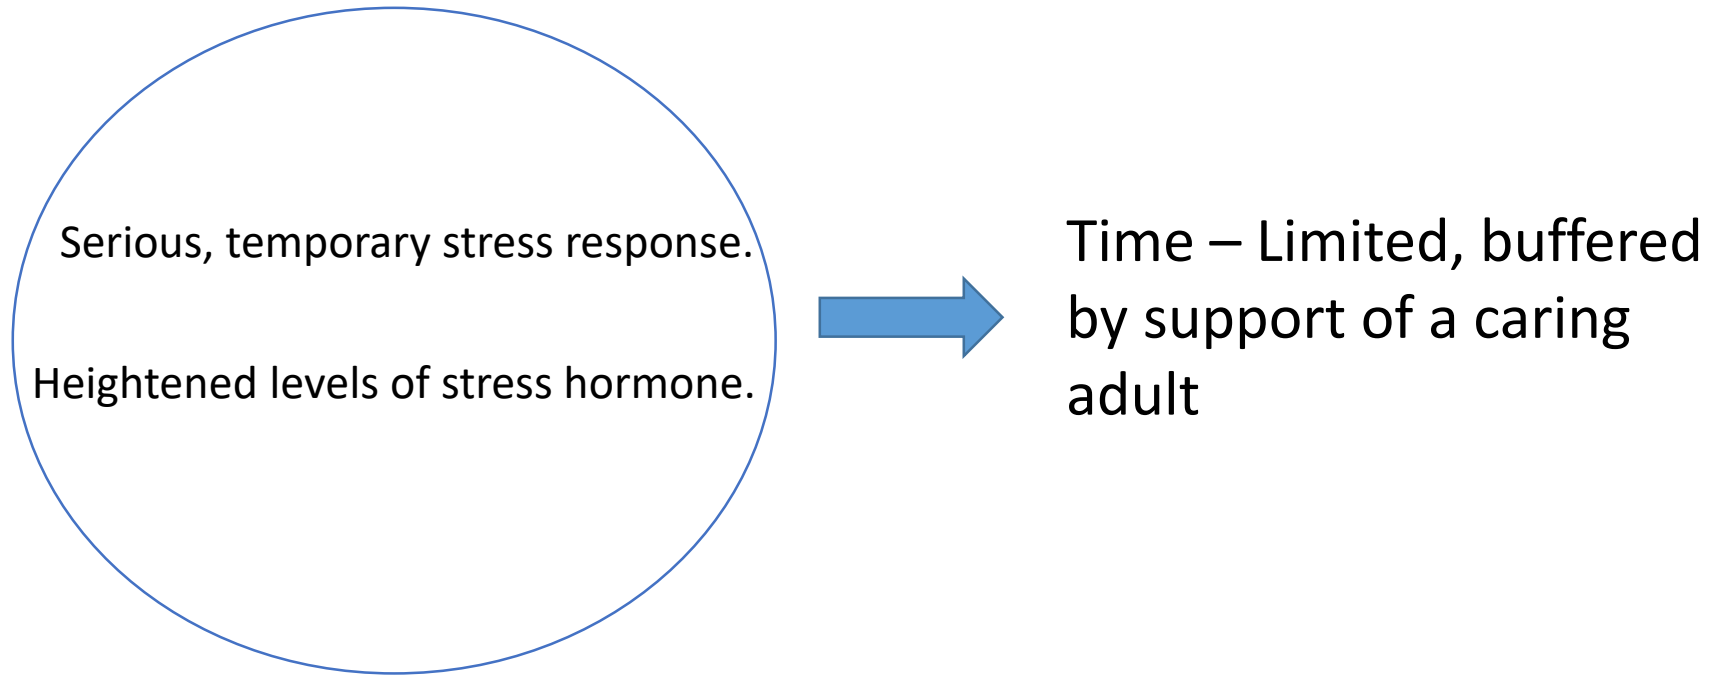 Serious, temporary stress response.
Heightened levels of stress hormone.
Time – Limited, buffered
by support of a caring
adult